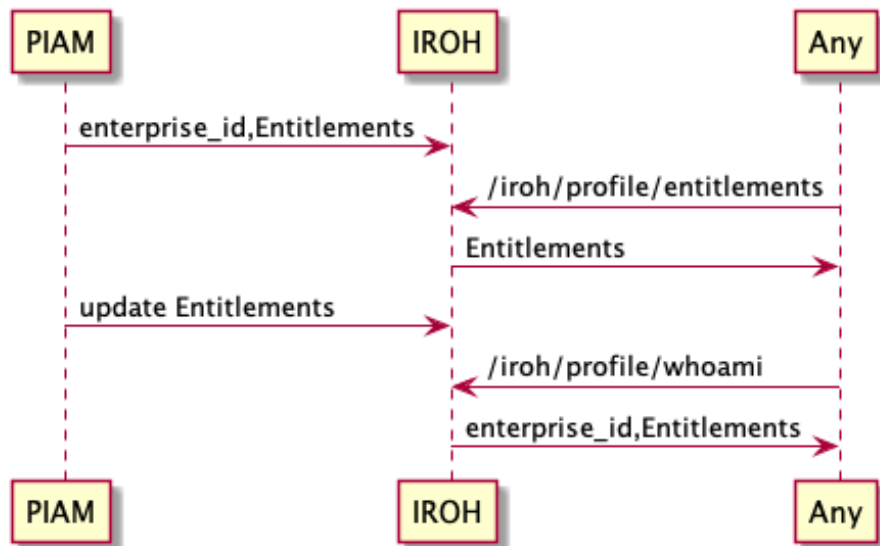 PIAM IROH Any
enterprise_id,Entitlements
/iroh/profile/entitlements
Entitlements
update Entitlements
/iroh/profile/whoami
enterprise_id,Entitlements
PIAM IROH Any